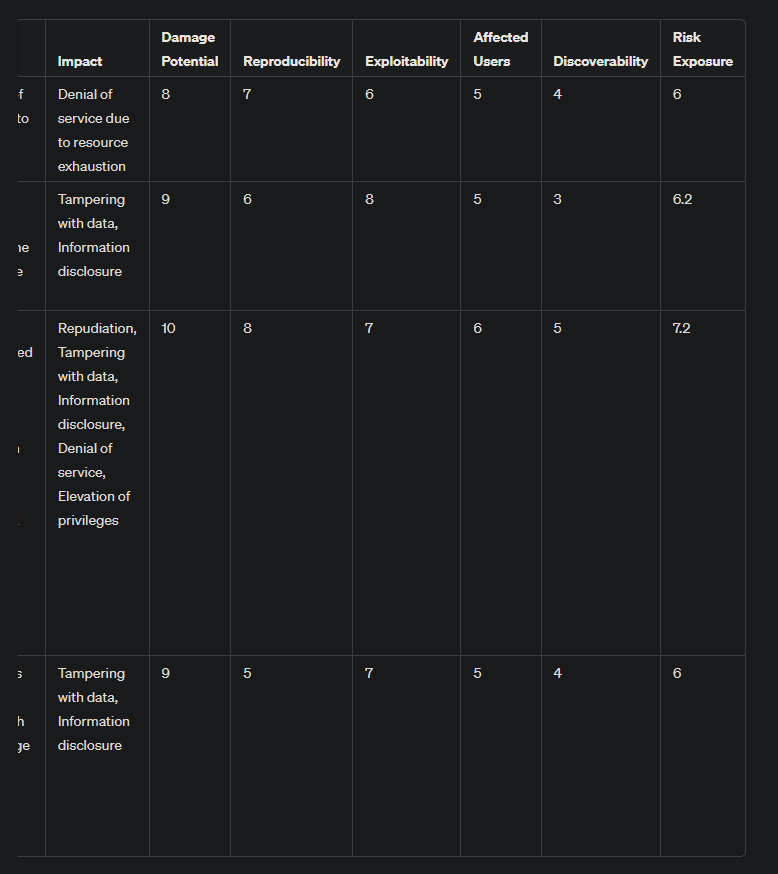 Impact Damage Potential Reproducibility Exploitability Affected Users Discoverability Risk Exposure
to
Denial of
service due
to resource
exhaustion
8 7 6 5 4 6
Tampering
with data,
Information
disclosure
9 6 8 5 3 6.2
ed
Repudiation,
Tampering
with data,
Information
disclosure,
Denial of
service,
Elevation of
privileges
10 8 7 6 5 7.2
Tampering
with data,
Information
disclosure
9 5 7 5 4 6